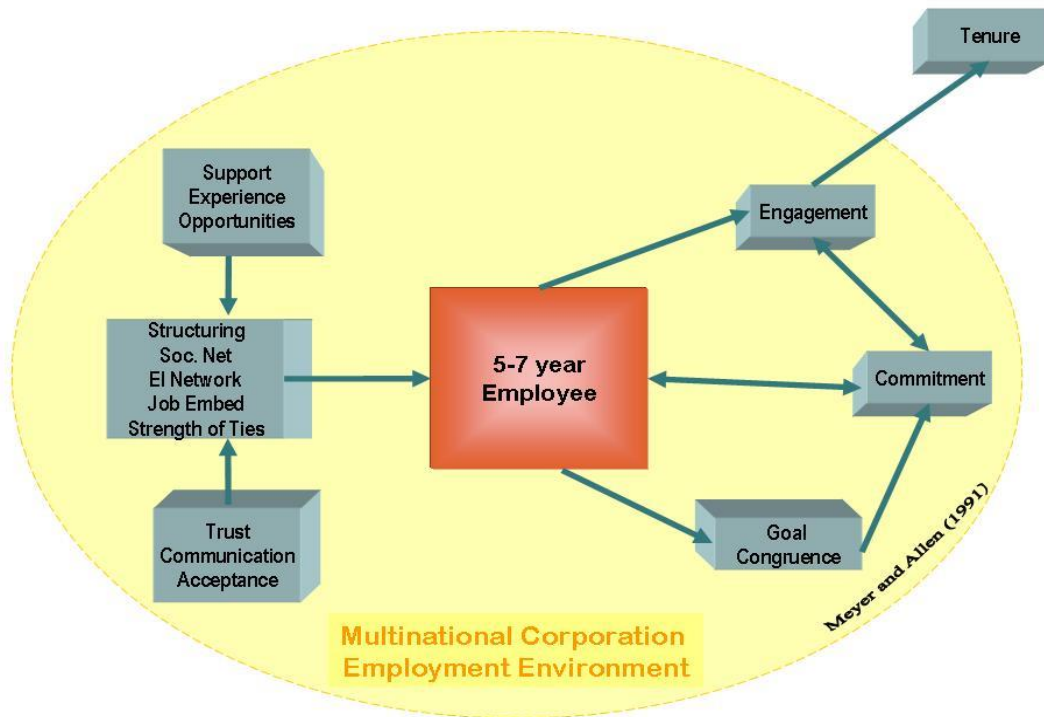 Tenure
Support
Experience
Opportunities
Engagement
Structuring
Soc. Net
EI Network
Job Embed
Strength of Ties
5-7 year
Employee
Commitment
Trust
Communication
Acceptance
Goal
Congruence
Meyer and Allen (1991)
Multinational Corporation
Employment Environment